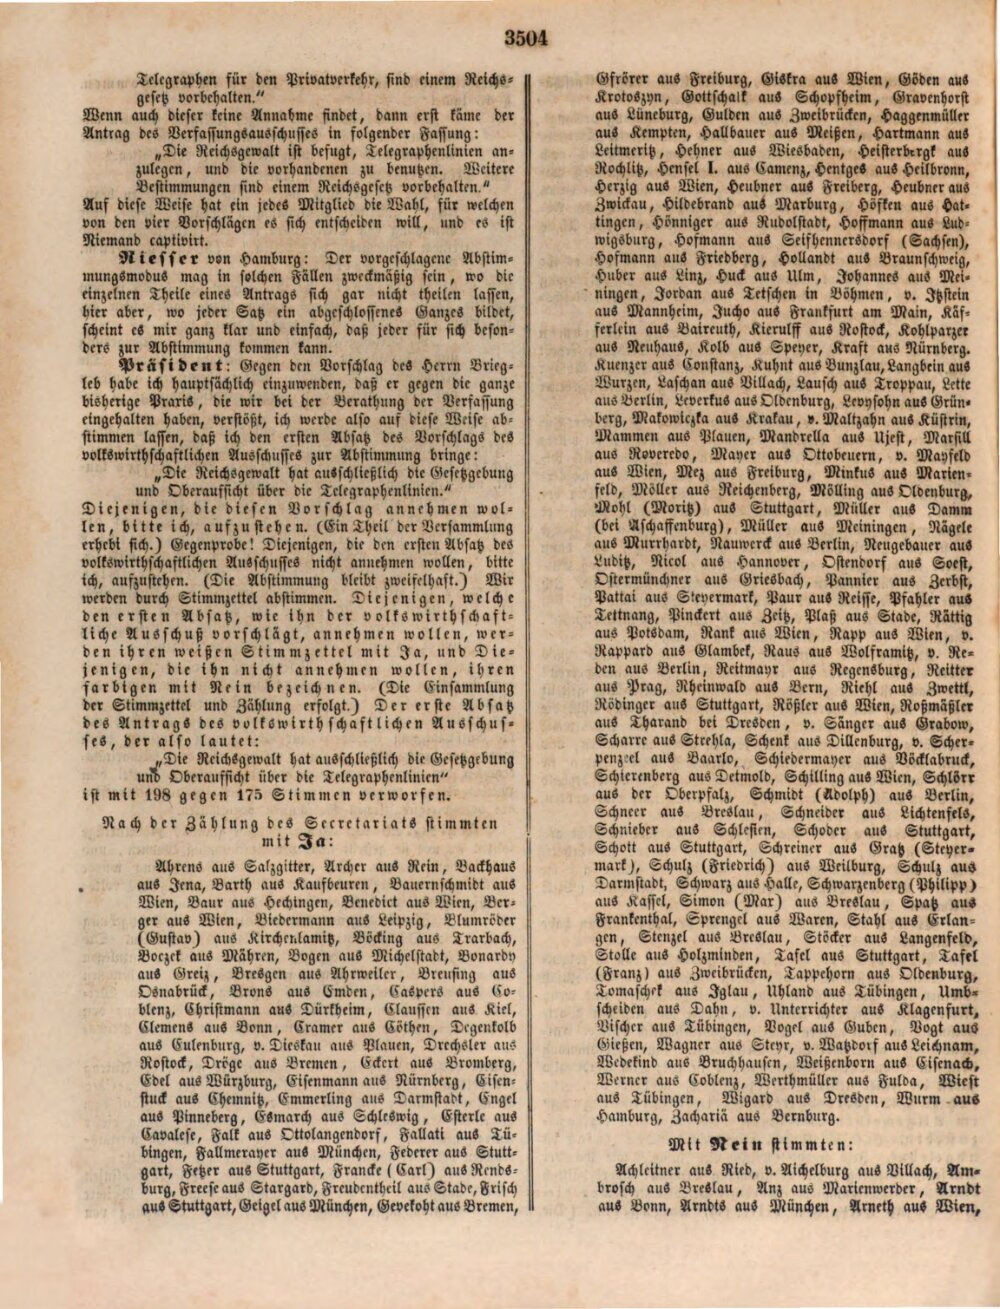 3504
Telegraphen für den Privatverkehr, sind einem Reichs-
gesetz vorbehalten.“
Wenn auch dieser keine Annahme findet, dann erst käme der
Antrag des Verfassungsausschusses in folgender Fassung:
„Die Reichsgewalt ist befugt, Telegraphenlinien an-
zulegen, und die vorhandenen zu benutzen. Weitere
Bestimmungen sind einem Reichsgesetz vorbehalten.“
Auf diese Weise hat ein jedes Mitglied die Wahl, für welchen
von den vier Vorschlägen es sich entscheiden will, und es ist
Niemand captivirt.
Riesser von Hamburg: Der vorgeschlagene Abstim-
mungsmodus mag in solchen Fällen zweckmäßig sein, wo die
einzelnen Theile eines Antrags sich gar nicht theilen lassen,
hier aber, wo jeder Satz ein abgeschlossenes Ganzes bildet,
scheint es mir ganz klar und einfach, daß jeder für sich beson-
ders zur Abstimmung kommen kann.
Präsident: Gegen den Vorschlag des Herrn Brieg-
leb habe ich hauptsächlich einzuwenden, daß er gegen die ganze
bisherige Praxis, die wir bei der Berathung der Verfassung
eingehalten haben, verstößt, ich werde also auf diese Weise ab-
stimmen lassen, daß ich den ersten Absatz des Vorschlags des
volkswirthschaftlichen Ausschusses zur Abstimmung bringe:
„Die Reichsgewalt hat ausschließlich die Gesetzgebung
und Oberaufsicht über die Telegraphenlinien.“
Diejenigen, die diesen Vorschlag annehmen wol-
len, bitte ich, aufzustehen. (Ein Theil der Versammlung
erhebt sich.) Gegenprobe! Diejenigen, die den ersten Absatz des
volkswirthschaftlichen Ausschusses nicht annehmen wollen, bitte
ich, aufzustehen. (Die Abstimmung bleibt zweifelhaft.) Wir
werden durch Stimmzettel abstimmen. Diejenigen, welche
den ersten Absatz, wie ihn der volkswirthschaft-
liche Ausschuß vorschlägt, annehmen wollen, wer-
den ihren weißen Stimmzettel mit Ja, und Die-
jenigen, die ihn nicht annehmen wollen, ihren
farbigen mit Nein bezeichnen. (Die Einsammlung
der Stimmzettel und Zählung erfolgt.) Der erste Absatz
des Antrags des volkswirthschaftlichen Ausschus-
ses, der also lautet:
„Die Reichsgewalt hat ausschließlich die Gesetzgebung
und Oberaufsicht über die Telegraphenlinien“
ist mit 198 gegen 175 Stimmen verworfen.
Nach der Zählung des Secretariats stimmten
mit Ja:
Ahrens aus Salzgitter, Archer aus Rein, Backhaus
aus Jena, Barth aus Kaufbeuren, Bauernschmidt aus
Wien, Baur aus Hechingen, Benedict aus Wien, Ber-
ger aus Wien, Biedermann aus Leipzig, Blumröder
(Gustav) aus Kirchenlamitz, Böcking aus Trarbach,
Boczek aus Mähren, Bogen aus Michelstadt, Bonardy
aus Greiz, Bresgen aus Ahrweiler, Breusing aus
Osnabrück, Brons aus Emden, Caspers aus Co-
blenz, Christmann aus Dürkheim, Claussen aus Kiel,
Clemens aus Bonn, Cramer aus Cöthen, Degenkolb
aus Eulenburg, v. Dieskau aus Plauen, Drechsler aus
Rostock, Dröge aus Bremen, Eckert aus Bromberg,
Edel aus Würzburg, Eisenmann aus Nürnberg, Eisen-
stuck aus Chemnitz, Emmerling aus Darmstadt, Engel
aus Pinneberg, Esmarch aus Schleswig, Esterle aus
Cavalese, Falk aus Ottolangendorf, Fallati aus Tü-
bingen, Fallmerayer aus München, Federer aus Stutt-
gart, Fetzer aus Stuttgart, Francke (Carl) aus Rends-
burg, Freese aus Stargard, Freudentheil aus Stade, Frisch
aus Stuttgart, Geigel aus München, Gevekoht aus Bremen,
Gfrörer aus Freiburg, Giskra aus Wien, Göden aus
Krotoszyn, Gottschalk aus Schopfheim, Gravenhorst
aus Lüneburg, Gulden aus Zweibrücken, Haggenmüller
aus Kempten, Hallbauer aus Meißen, Hartmann aus
Leitmeritz, Hehner aus Wiesbaden, Heisterbergk aus
Rochlitz, Hensel I. aus Camenz, Hentges aus Heilbronn,
Herzig aus Wien, Heubner aus Freiberg, Heubner aus
Zwickau, Hildebrand aus Marburg, Höfken aus Hat-
tingen, Hönniger aus Rudolstadt, Hoffmann aus Lud-
wigsburg, Hofmann aus Seifhennersdorf (Sachsen),
Hofmann aus Friedberg, Hollandt aus Braunschweig,
Huber aus Linz, Huck aus Ulm, Johannes aus Mei-
ningen, Jordan aus Tetschen in Böhmen, v. Itzstein
aus Mannheim, Jucho aus Frankfurt am Main, Käf-
ferlein aus Baireuth, Kierulff aus Rostock, Kohlparzer
aus Neuhaus, Kolb aus Speyer, Kraft aus Nürnberg.
Kuenzer aus Constanz, Kuhnt aus Bunzlau, Langbein aus
Wurzen, Laschan aus Villach, Lausch aus Troppau, Lette
aus Berlin, Leverkus aus Oldenburg, Levysohn aus Grün-
berg, Makowiczka aus Krakau, v. Maltzahn aus Küstrin,
Mammen aus Plauen, Mandrella aus Ujest, Marsill
aus Roveredo, Mayer aus Ottobeuern, v. Mayfeld
aus Wien, Mez aus Freiburg, Minkus aus Marien-
feld, Möller aus Reichenberg, Mölling aus Oldenburg,
Mohl (Moritz) aus Stuttgart, Müller aus Damm
(bei Aschaffenburg), Müller aus Meiningen, Nägele
aus Murrhardt, Nauwerck aus Berlin, Neugebauer aus
Luditz, Nicol aus Hannover, Ostendorf aus Soest,
Ostermünchner aus Griesbach, Pannier aus Zerbst,
Pattai aus Steyermark, Paur aus Neisse, Pfahler aus
Tettnang, Pinckert aus Zeitz, Plaß aus Stade, Rättig
aus Potsdam, Rank aus Wien, Rapp aus Wien, v.
Rappard aus Glambek, Raus aus Wolframitz, v. Re-
den aus Berlin, Reitmayr aus Regensburg, Reitter
aus Prag, Rheinwald aus Bern, Riehl aus Zwettl,
Rödinger aus Stuttgart, Rößler aus Wien, Roßmäßler
aus Tharand bei Dresden, v. Sänger aus Grabow,
Scharre aus Strehla, Schenk aus Dillenburg, v. Scher-
penzeel aus Baarlo, Schiedermayer aus Vöcklabruck,
Schierenberg aus Detmold, Schilling aus Wien, Schlörr
aus der Oberpfalz, Schmidt (Adolph) aus Berlin,
Schneer aus Breslau, Schneider aus Lichtenfels,
Schnieber aus Schlesien, Schoder aus Stuttgart,
Schott aus Stuttgart, Schreiner aus Gratz (Steyer-
mark), Schulz (Friedrich) aus Weilburg, Schulz aus
Darmstadt, Schwarz aus Halle, Schwarzenberg (Philipp)
aus Kassel, Simon (Max) aus Breslau, Spatz aus
Frankenthal, Sprengel aus Waren, Stahl aus Erlan-
gen, Stenzel aus Breslau, Stöcker aus Langenfeld,
Stolle aus Holzminden, Tafel aus Stuttgart, Tafel
(Franz) aus Zweibrücken, Tappehorn aus Oldenburg,
Tomaschek aus Iglau, Uhland aus Tübingen, Umb-
scheiden aus Dahn, v. Unterrichter aus Klagenfurt,
Vischer aus Tübingen, Vogel aus Guben, Vogt aus
Gießen, Wagner aus Steyr, v. Watzdorf aus Leichnam,
Wedekind aus Bruchhausen, Weißenborn aus Eisenach,
Werner aus Coblenz, Werthmüller aus Fulda, Wiest
aus Tübingen, Wigard aus Dresden, Wurm aus
Hamburg, Zachariä aus Bernburg.
Mit Nein stimmten:
Achleitner aus Ried, v. Aichelburg aus Villach, Am-
brosch aus Breslau, Anz aus Marienwerder, Arndt
aus Bonn, Arndts aus München, Arneth aus Wien,